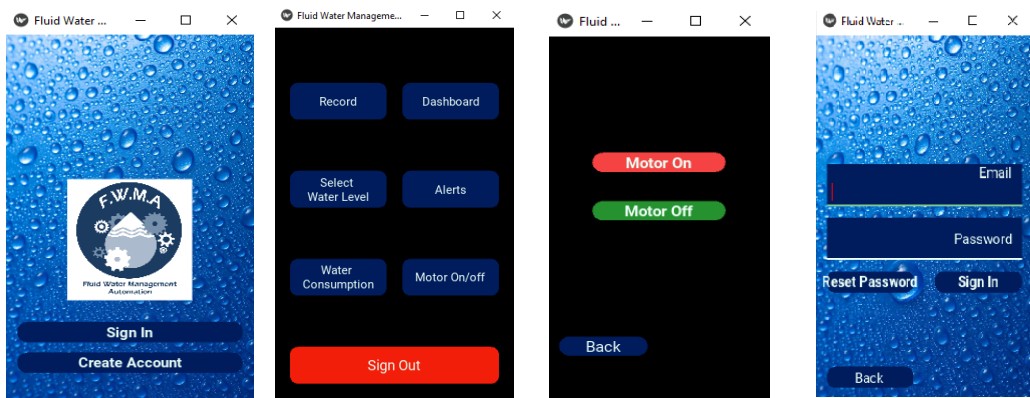 Fluid Water ...
F.W.M.A
Fluid Water Management
Automation
Sign In
Create Account
Fluid Water Manageme...
Record
Dashboard
Select
Water Level
Alerts
Water
Consumption
Motor On/off
Sign Out
Fluid ...
Motor On
Motor Off
Back
Fluid Water ...
Email
Password
Reset Password
Sign In
Back